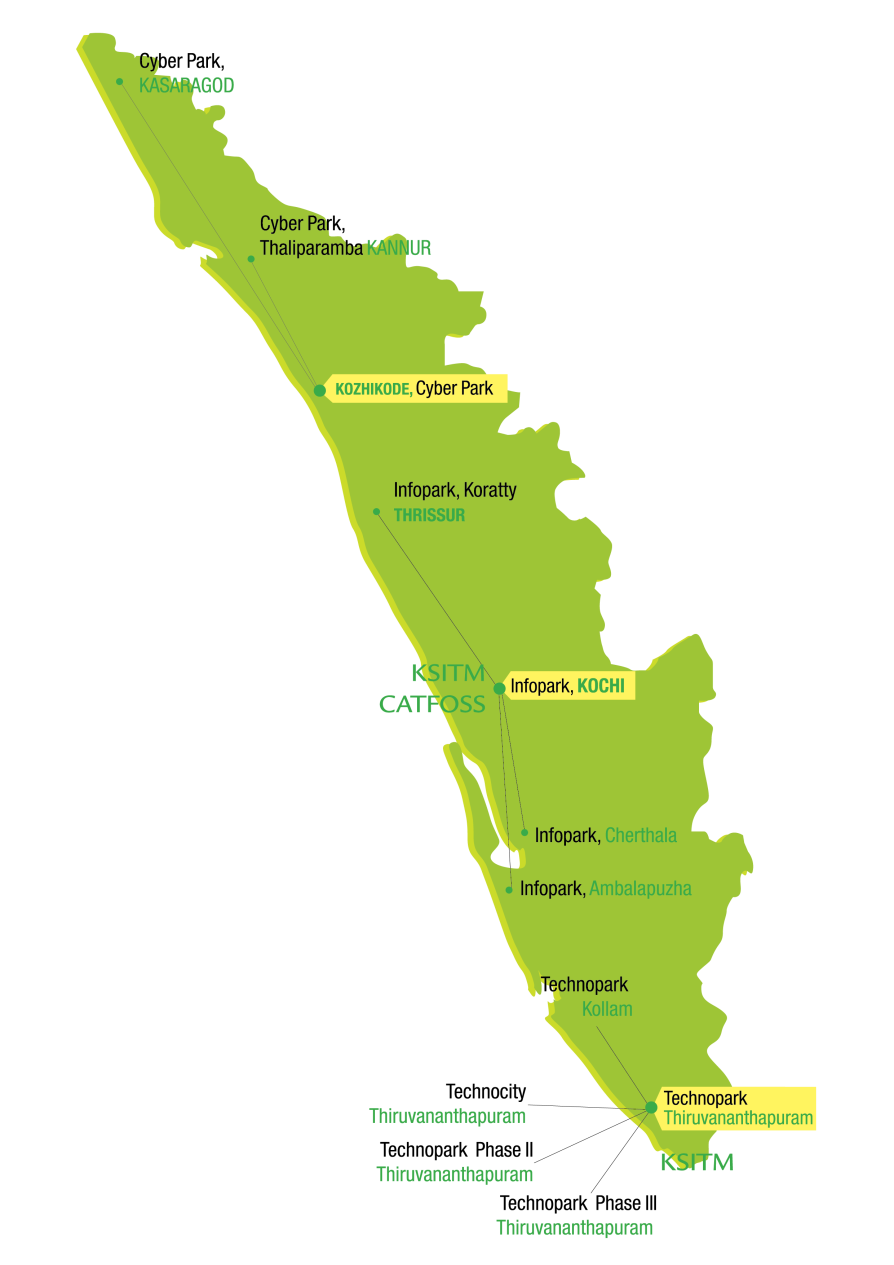 Cyber Park,
KASARAGOD
Cyber Park,
Thaliparamba KANNUR
KOZHIKODE, Cyber Park
Infopark, Koratty
THRISSUR
KSITM
CATFOSS
Infopark, KOCHI
Infopark, Cherthala
Infopark, Ambalapuzha
Technopark
Kollam
Technocity
Thiruvananthapuram
Technopark
Thiruvananthapuram
Technopark Phase II
Thiruvananthapuram
KSITM
Technopark Phase III
Thiruvananthapuram